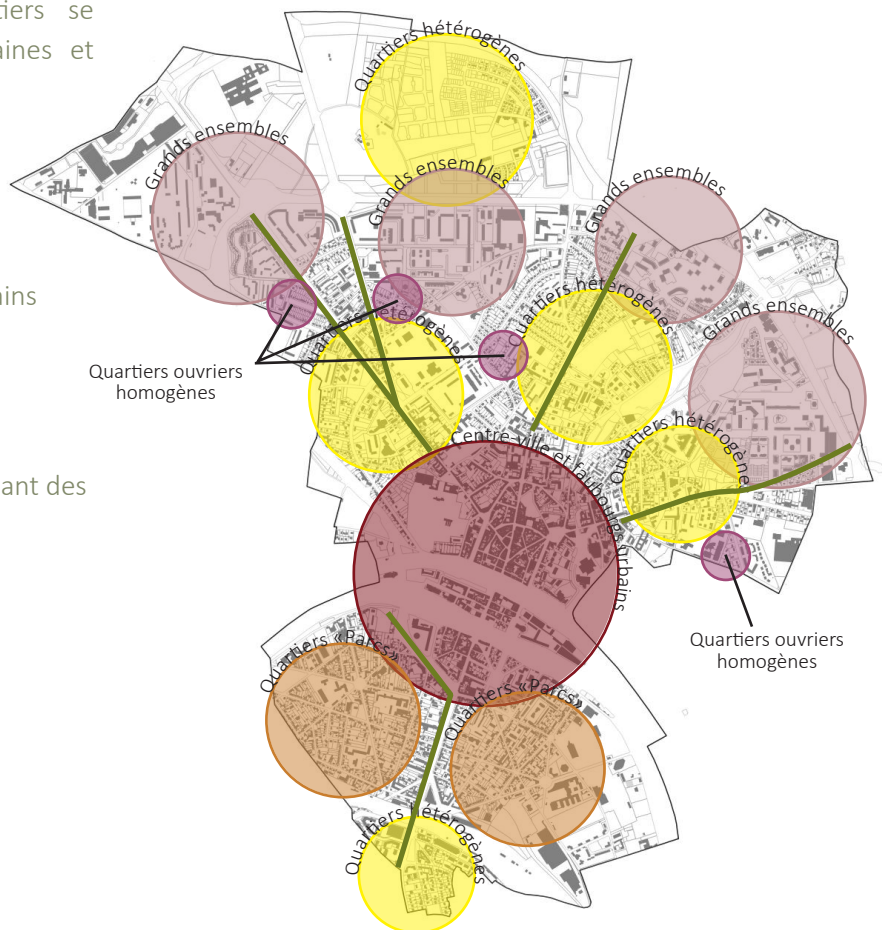 tiers se
aines et
ains
ant des
Quartiers hétérogènes
Grands ensembles
Grands ensembles
Grands ensembles
Quartiers hétérogènes
Quartiers hétérogènes
Grands ensembles
Quartiers ouvriers
homogènes
Quartiers hétérogène
Centre-ville et faubourgs urbains
Quartiers ouvriers
homogènes
Quartiers «Parcs»
Quartiers «Parcs»
Quartiers hétérogènes